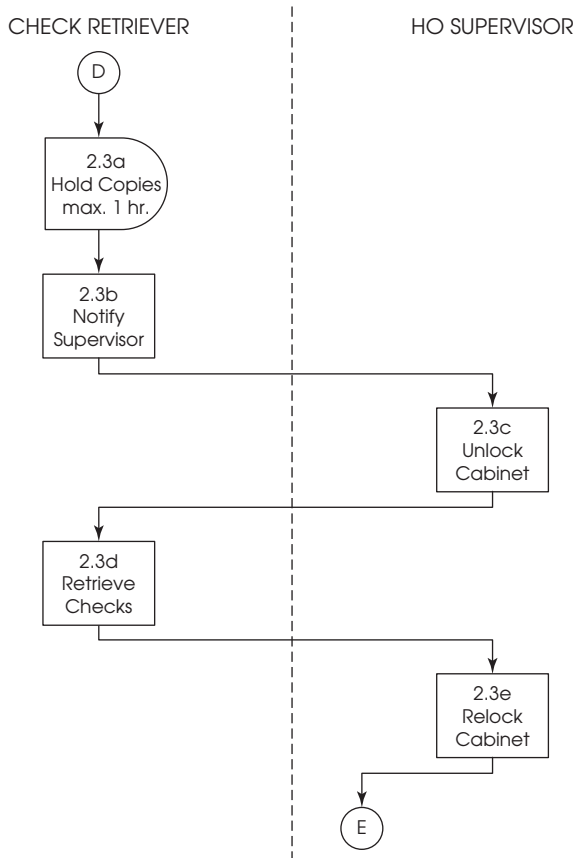 CHECK RETRIEVER
HO SUPERVISOR
D
2.3a
Hold Copies
max. 1 hr.
2.3b
Notify
Supervisor
2.3c
Unlock
Cabinet
2.3d
Retrieve
Checks
2.3e
Relock
Cabinet
E